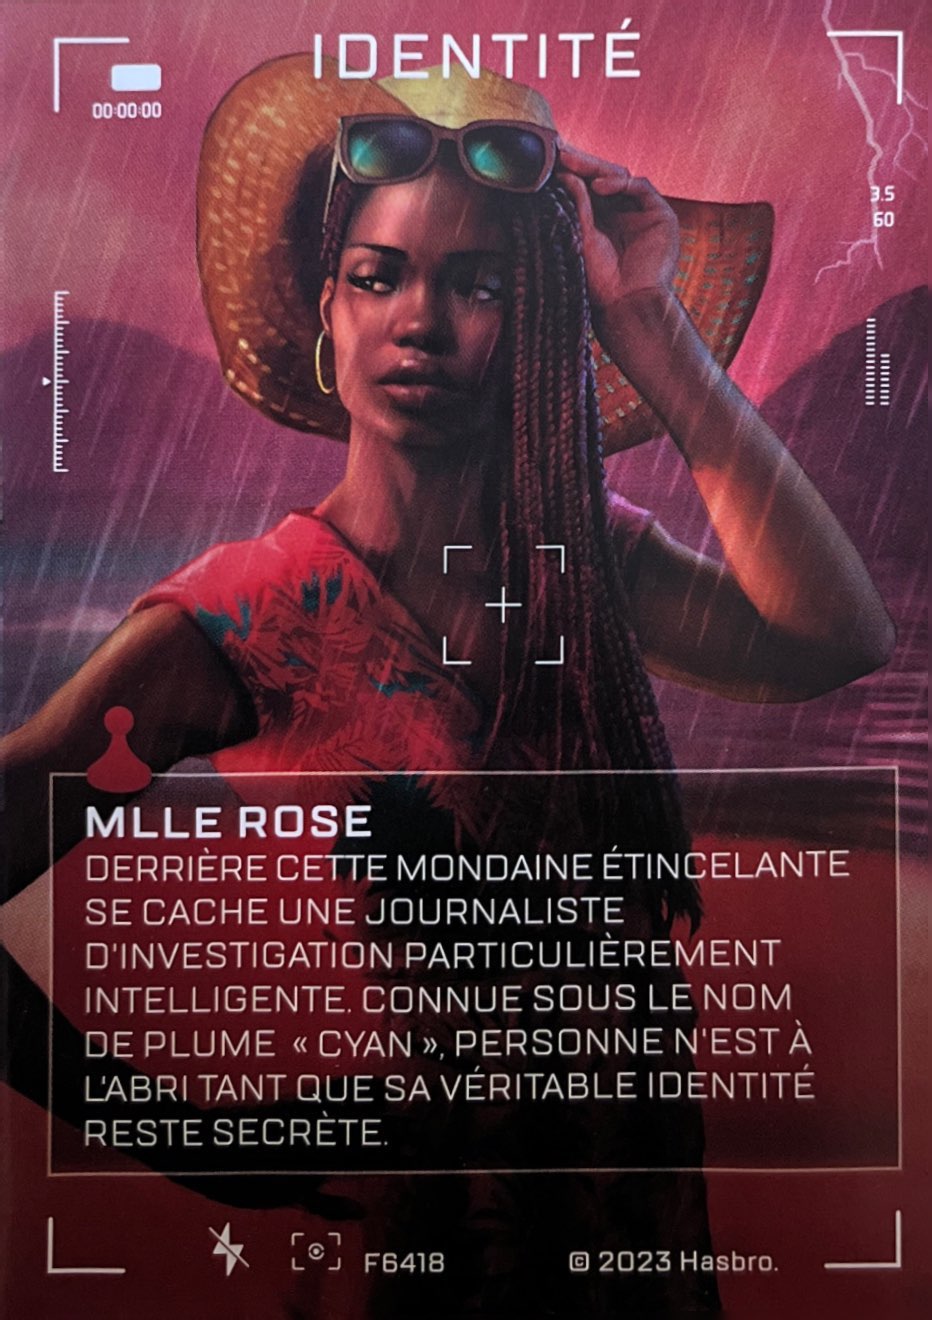 IDENTITÉ
00:00:00
3.5
60
MLLE ROSE
DERRIÈRE CETTE MONDAINE ÉTINCELANTE
SE CACHE UNE JOURNALISTE
D'INVESTIGATION PARTICULIÈREMENT
INTELLIGENTE. CONNUE SOUS LE NOM
DE PLUME « CYAN », PERSONNE N'EST À
L'ABRI TANT QUE SA VÉRITABLE IDENTITÉ
RESTE SECRÈTE.
F6418 © 2023 Hasbro.